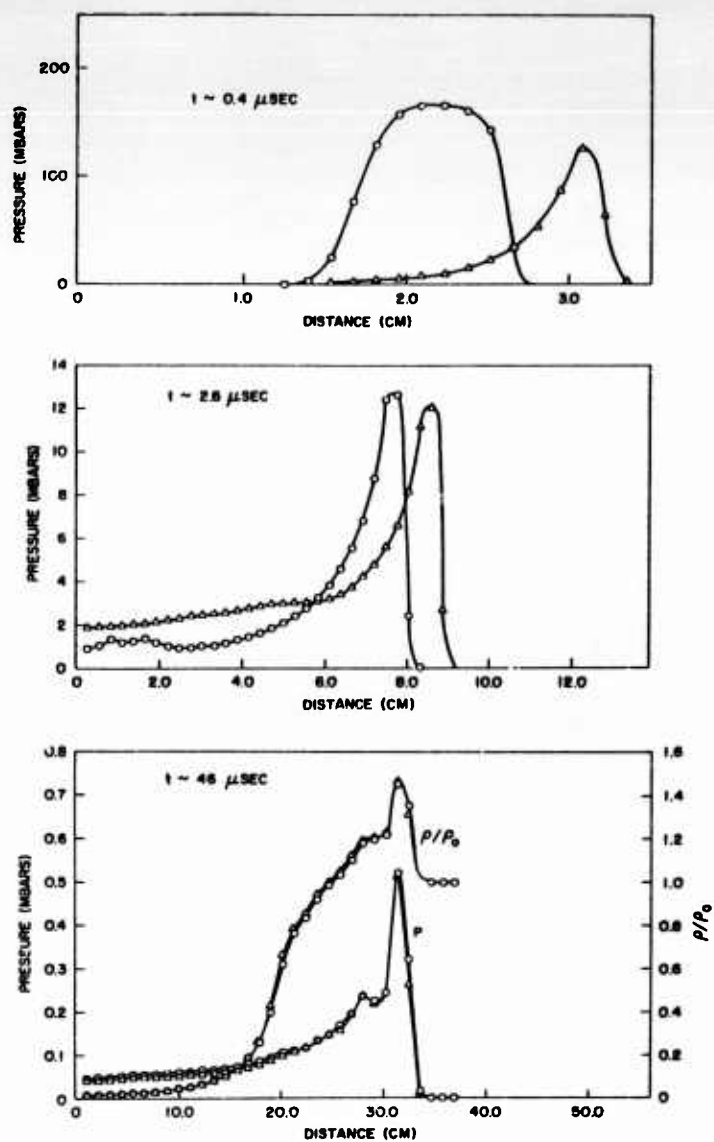 200
t ~ 0.4 μSEC
PRESSURE (MBARS)
100
0
0 1.0 2.0 3.0
DISTANCE (CM)
14
12
t ~ 2.6 μSEC
10
8
PRESSURE (MBARS)
6
4
2
0
0 2.0 4.0 6.0 8.0 10.0 12.0
DISTANCE (CM)
0.8 1.6
t ~ 46 μSEC
0.7 1.4
ρ/ρ₀
0.6 1.2
0.5 1.0
P
PRESSURE (MBARS)
ρ/ρ₀
0.4 0.8
0.3 0.6
0.2 0.4
0.1 0.2
0 0
0 10.0 20.0 30.0 40.0 50.0
DISTANCE (CM)